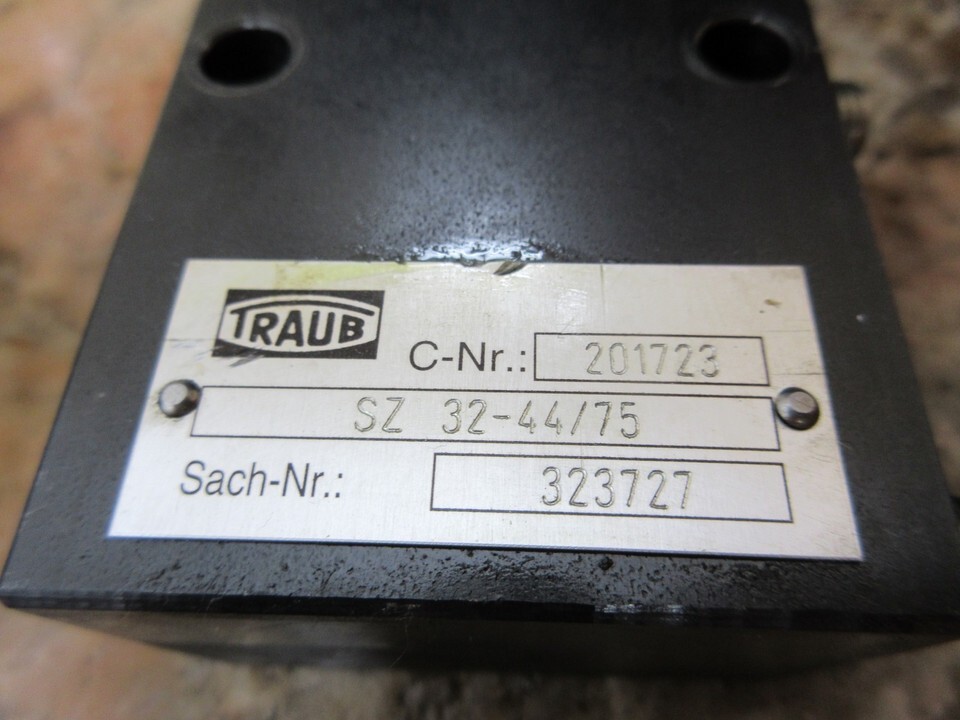 TRAUB
C-Nr.: 201723
SZ 32-44/75
Sach-Nr.: 323727